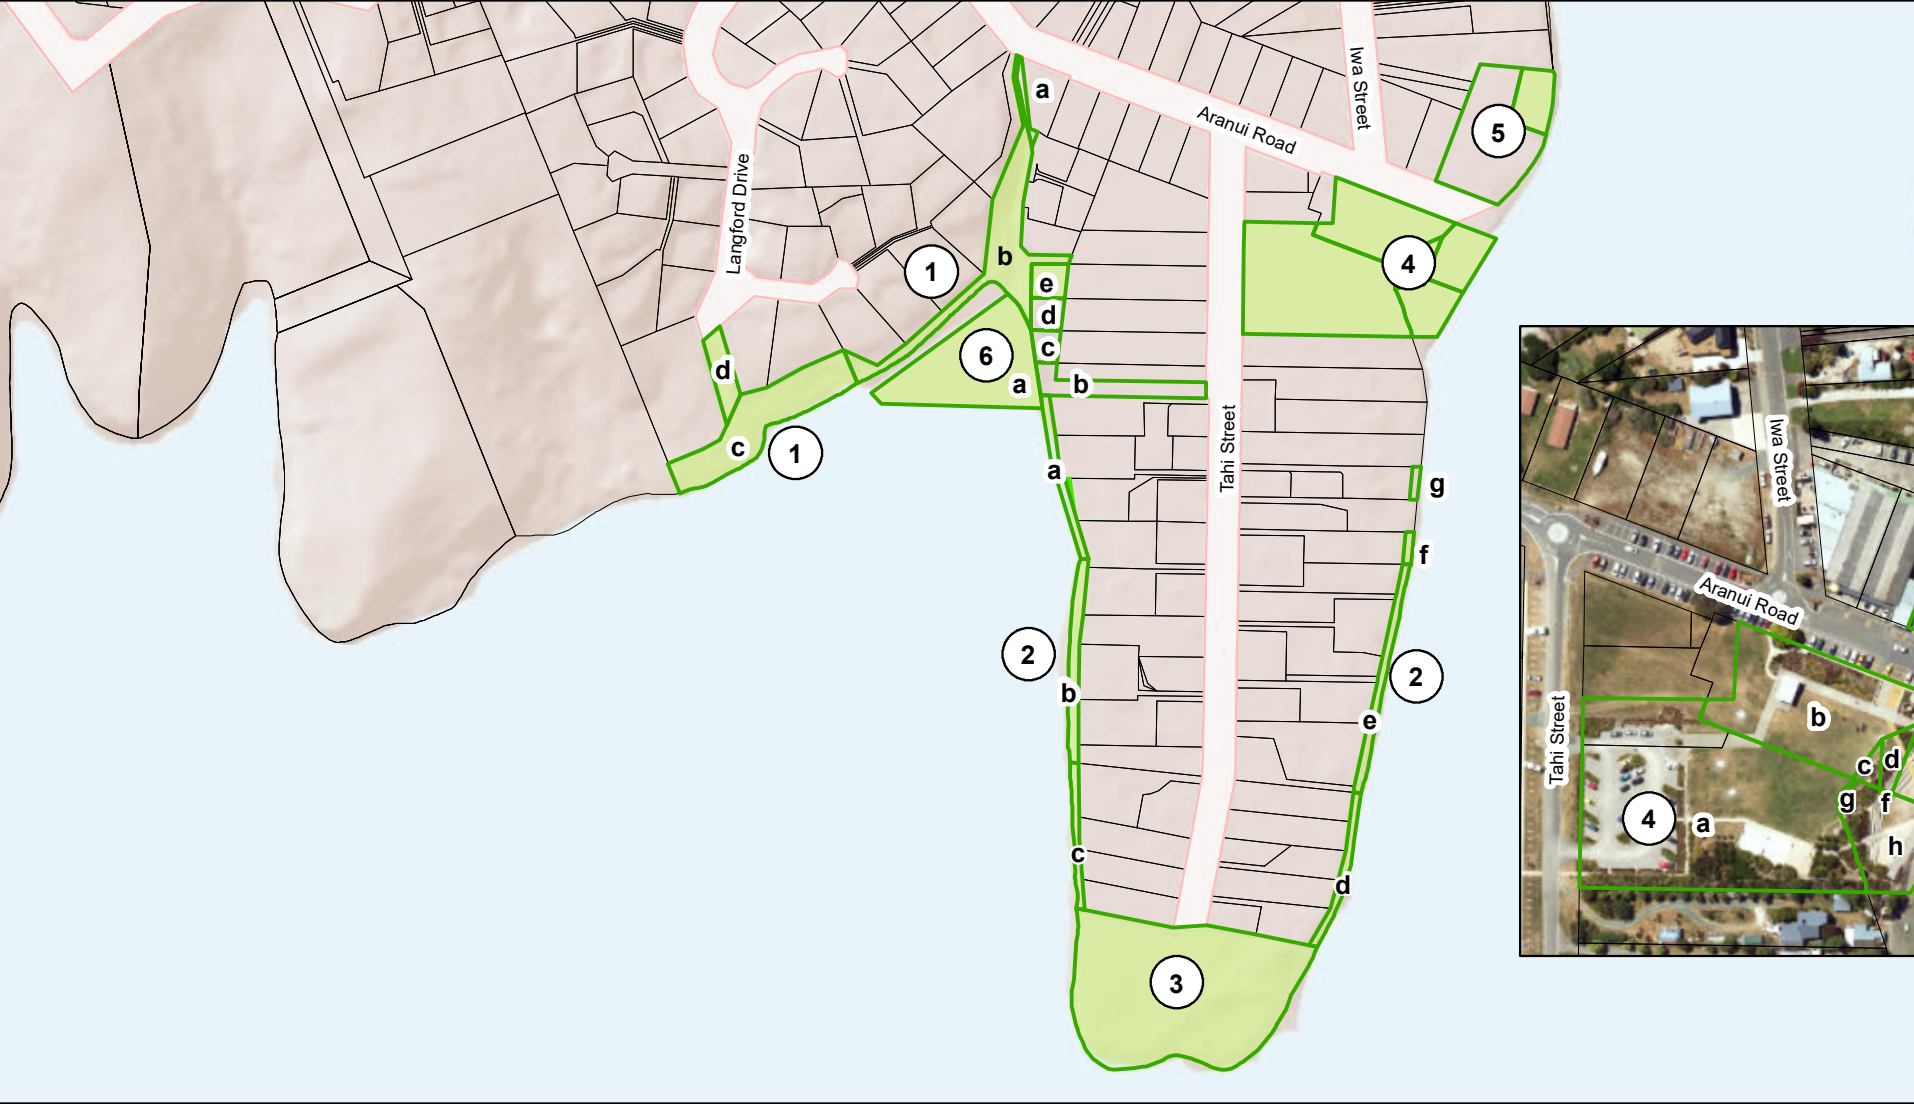 a
Iwa Street
Aranui Road
5
Langford Drive
b
1
4
e
d
6
c
a
b
d
c
1
a
Tahi Street
g
f
2
b
2
e
c
d
3
Iwa Street
Aranui Road
Tahi Street
b
c
d
g
f
4
a
h